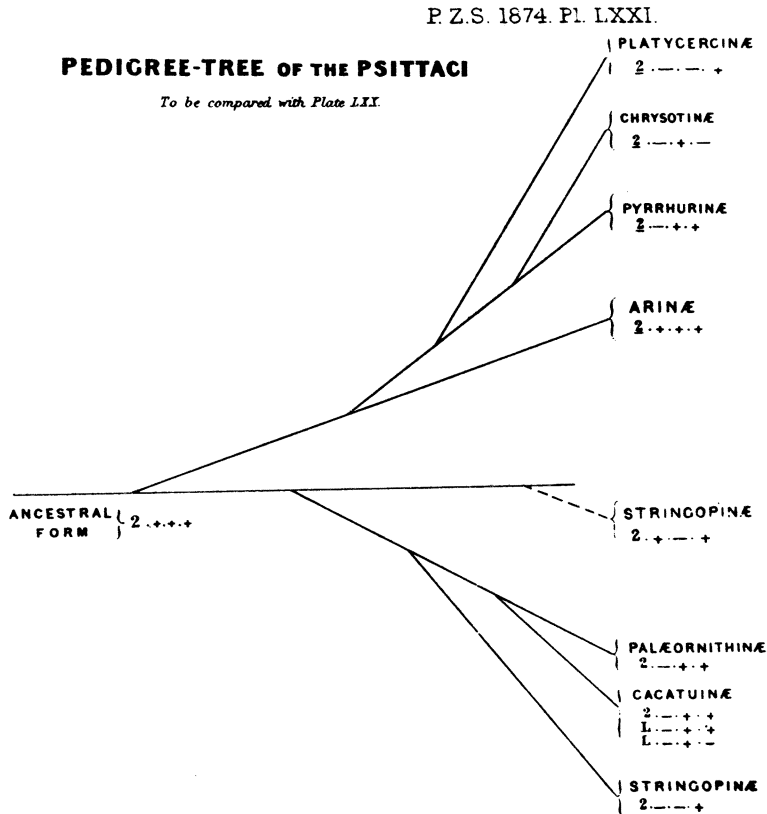 P. Z. S. 1874. Pl. LXXI.
PEDIGREE-TREE OF THE PSITTACI
To be compared with Plate LXX.
PLATYCERCINÆ
2 . — . — . +
CHRYSOTINÆ
2 . — . + . —
PYRRHURINÆ
2 . — . + . +
ARINÆ
2 . + . + . +
ANCESTRAL
FORM
2 . + . + . +
STRINGOPINÆ
2 . + . — . +
PALÆORNITHINÆ
2 . — . + . +
CACATUINÆ
2 . — . + . +
L . — . + . +
L . — . + . —
STRINGOPINÆ
2 . — . — . +